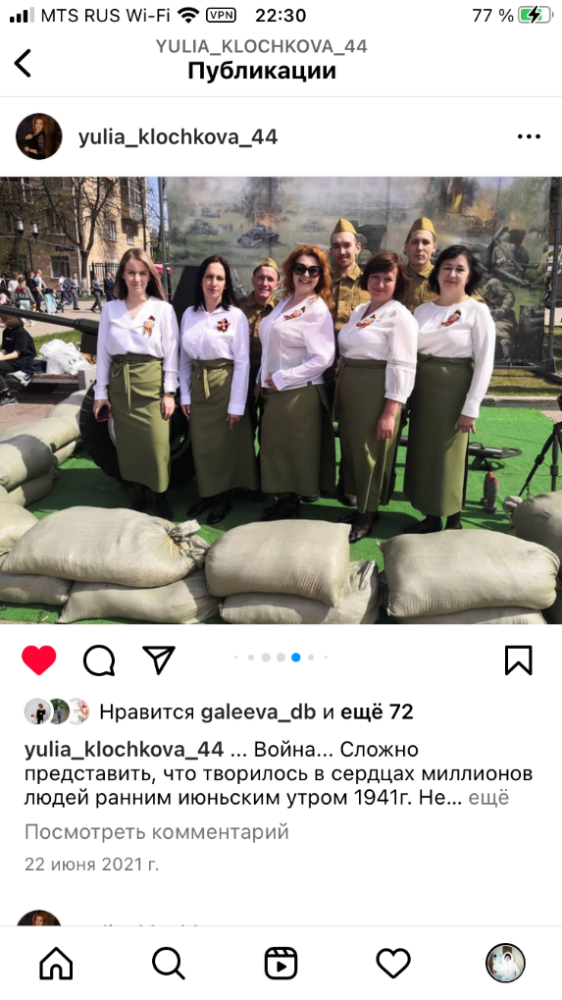 MTS RUS Wi-Fi VPN 22:30 77 %
YULIA_KLOCHKOVA_44
Публикации
yulia_klochkova_44
Нравится galeeva_db и ещё 72
yulia_klochkova_44 ... Война... Сложно
представить, что творилось в сердцах миллионов
людей ранним июньским утром 1941г. Не... ещё
Посмотреть комментарий
22 июня 2021 г.